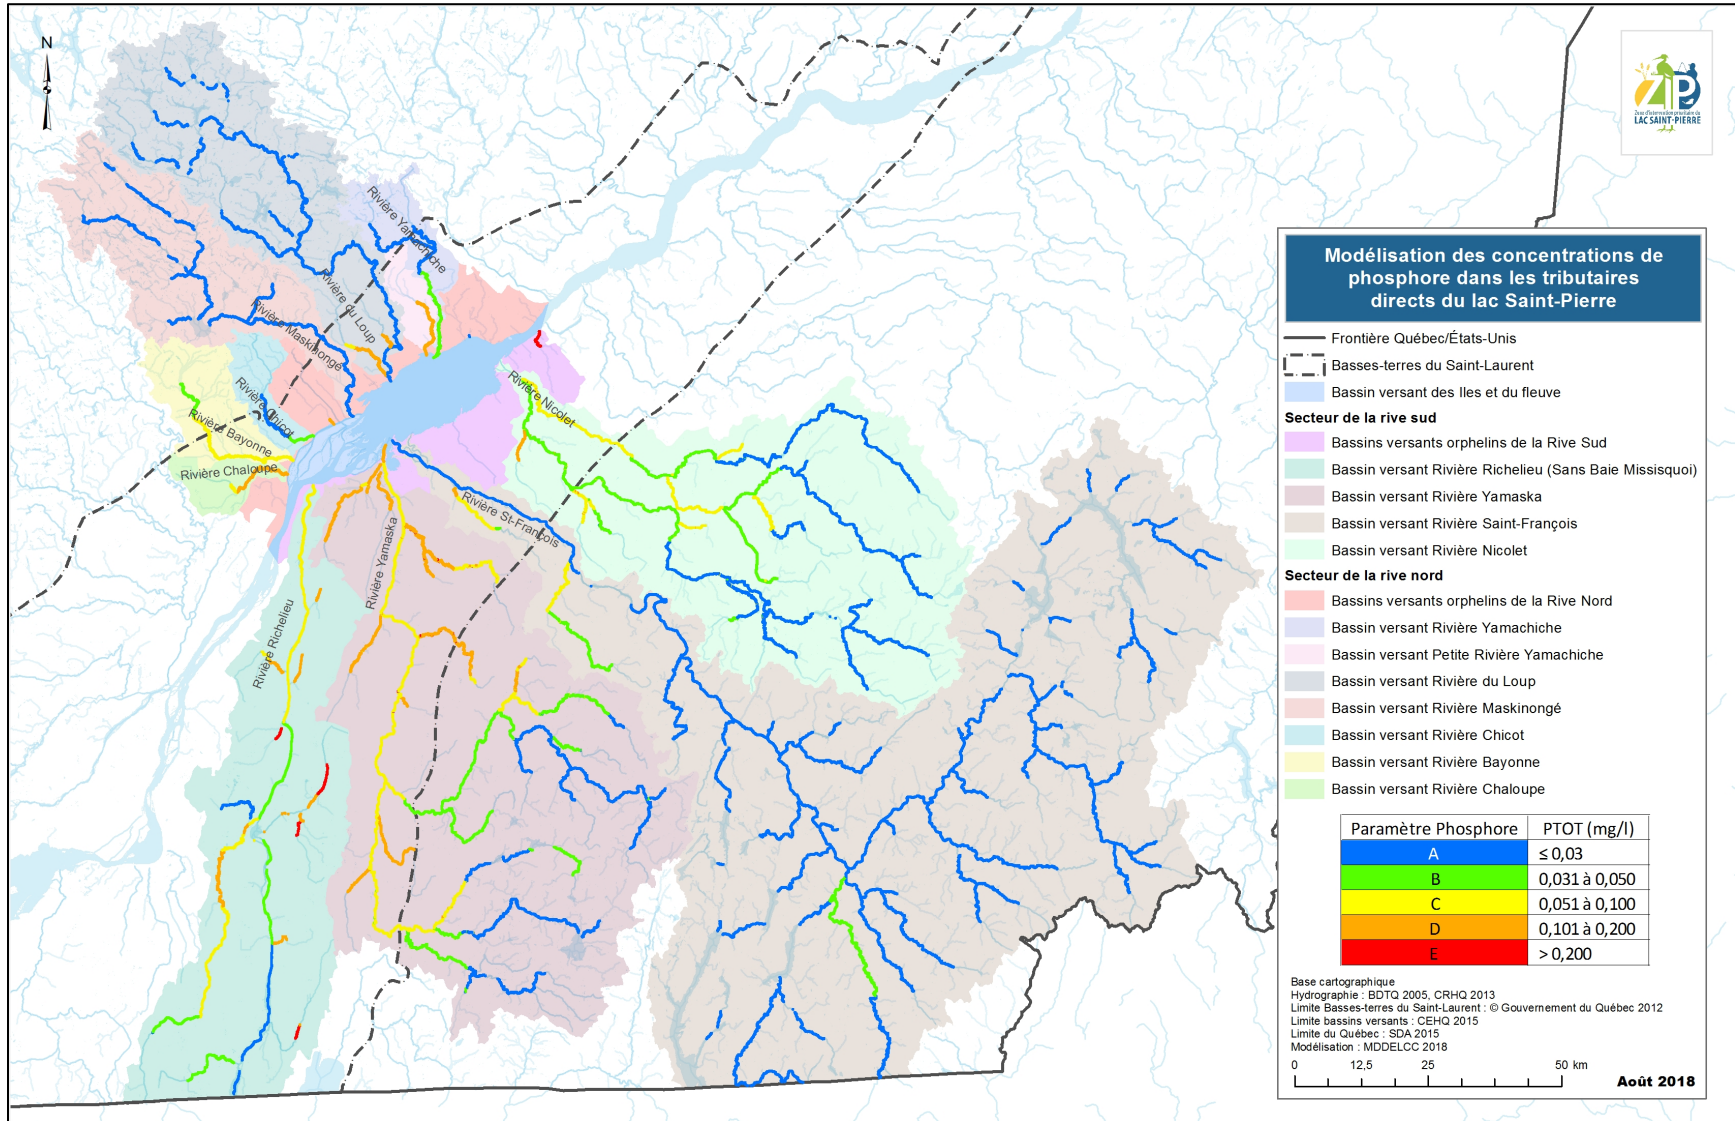 N
Zone d'intervention prioritaire du
LAC SAINT-PIERRE
ZIP
Rivière Yamachiche
Rivière du Loup
Rivière Maskinongé
Rivière Chicot
Rivière Bayonne
Rivière Chaloupe
Rivière Nicolet
Rivière St-François
Rivière Yamaska
Rivière Richelieu
Modélisation des concentrations de
phosphore dans les tributaires
directs du lac Saint-Pierre
Frontière Québec/États-Unis
Basses-terres du Saint-Laurent
Bassin versant des Iles et du fleuve
Secteur de la rive sud
Bassins versants orphelins de la Rive Sud
Bassin versant Rivière Richelieu (Sans Baie Missisquoi)
Bassin versant Rivière Yamaska
Bassin versant Rivière Saint-François
Bassin versant Rivière Nicolet
Secteur de la rive nord
Bassins versants orphelins de la Rive Nord
Bassin versant Rivière Yamachiche
Bassin versant Petite Rivière Yamachiche
Bassin versant Rivière du Loup
Bassin versant Rivière Maskinongé
Bassin versant Rivière Chicot
Bassin versant Rivière Bayonne
Bassin versant Rivière Chaloupe
Paramètre Phosphore PTOT (mg/l)
A ≤ 0,03
B 0,031 à 0,050
C 0,051 à 0,100
D 0,101 à 0,200
E > 0,200
Base cartographique
Hydrographie : BDTQ 2005, CRHQ 2013
Limite Basses-terres du Saint-Laurent : © Gouvernement du Québec 2012
Limite bassins versants : CEHQ 2015
Limite du Québec : SDA 2015
Modélisation : MDDELCC 2018
0 12,5 25 50 km
Août 2018